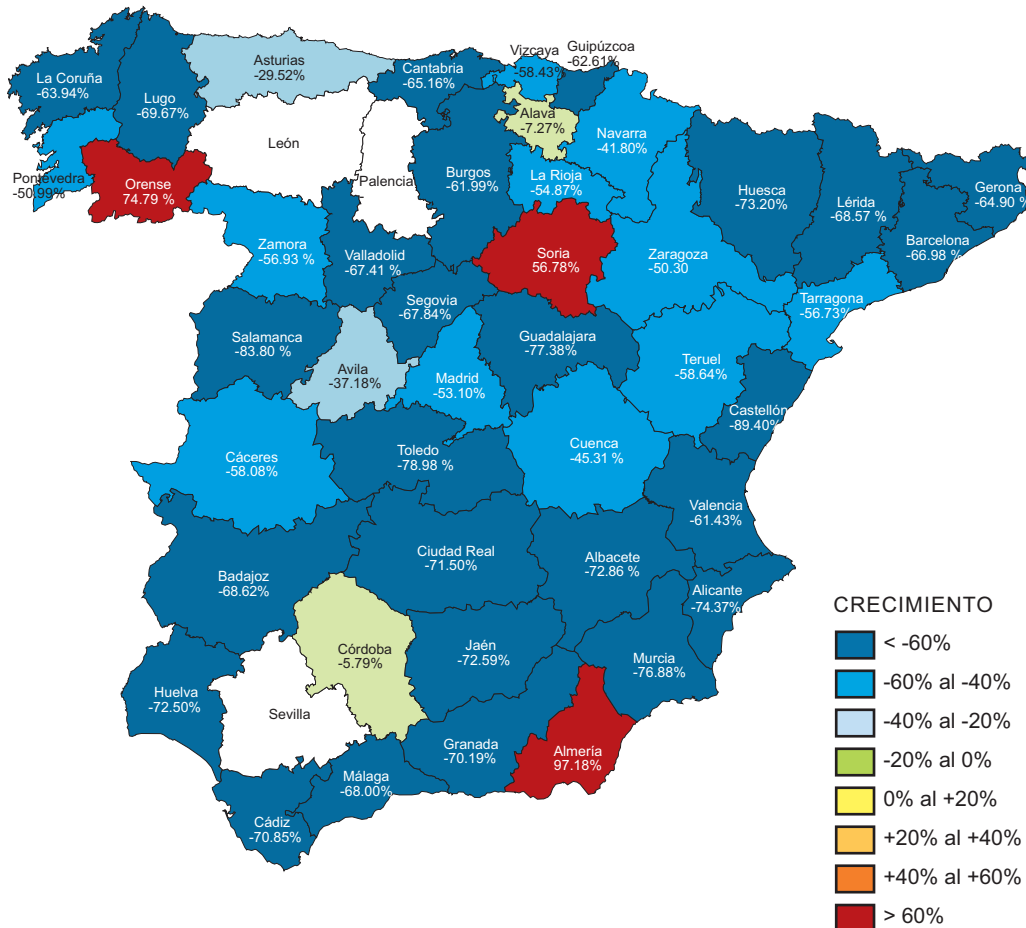 Asturias
-29.52%
Cantabria
-65.16%
Vizcaya
-58.43%
Guipúzcoa
-62.61%
La Coruña
-63.94%
Lugo
-69.67%
León
Palencia
Alava
-7.27%
Navarra
-41.80%
Pontevedra
-50.99%
Orense
74.79 %
Burgos
-61.99%
La Rioja
-54.87%
Huesca
-73.20%
Lérida
-68.57 %
Gerona
-64.90 %
Barcelona
-66.98 %
Zamora
-56.93 %
Valladolid
-67.41 %
Soria
56.78%
Zaragoza
-50.30
Tarragona
-56.73%
Segovia
-67.84%
Salamanca
-83.80 %
Avila
-37.18%
Madrid
-53.10%
Guadalajara
-77.38%
Teruel
-58.64%
Castellón
-89.40%
Cáceres
-58.08%
Toledo
-78.98 %
Cuenca
-45.31 %
Valencia
-61.43%
Badajoz
-68.62%
Ciudad Real
-71.50%
Albacete
-72.86 %
Alicante
-74.37%
Córdoba
-5.79%
Jaén
-72.59%
Murcia
-76.88%
Huelva
-72.50%
Sevilla
Granada
-70.19%
Almería
97.18%
Málaga
-68.00%
Cádiz
-70.85%
CRECIMIENTO
< -60%
-60% al -40%
-40% al -20%
-20% al 0%
0% al +20%
+20% al +40%
+40% al +60%
> 60%